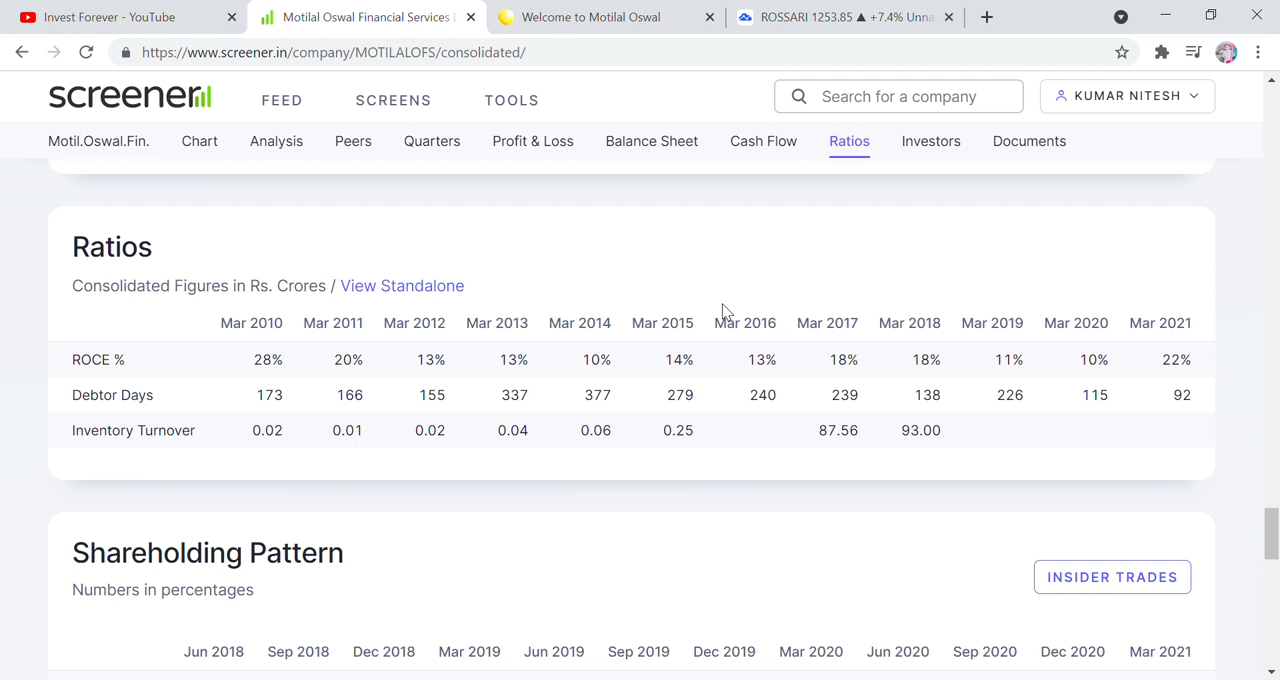 Invest Forever - YouTube
Motilal Oswal Financial Services L
Welcome to Motilal Oswal
ROSSARI 1253.85 ▲ +7.4% Unna
https://www.screener.in/company/MOTILALOFS/consolidated/
screener
FEED SCREENS TOOLS
Search for a company
KUMAR NITESH
Motil.Oswal.Fin. Chart Analysis Peers Quarters Profit & Loss Balance Sheet Cash Flow Ratios Investors Documents
Ratios
Consolidated Figures in Rs. Crores / View Standalone
Mar 2010 Mar 2011 Mar 2012 Mar 2013 Mar 2014 Mar 2015 Mar 2016 Mar 2017 Mar 2018 Mar 2019 Mar 2020 Mar 2021
ROCE % 28% 20% 13% 13% 10% 14% 13% 18% 18% 11% 10% 22%
Debtor Days 173 166 155 337 377 279 240 239 138 226 115 92
Inventory Turnover 0.02 0.01 0.02 0.04 0.06 0.25 87.56 93.00
Shareholding Pattern
Numbers in percentages
INSIDER TRADES
Jun 2018 Sep 2018 Dec 2018 Mar 2019 Jun 2019 Sep 2019 Dec 2019 Mar 2020 Jun 2020 Sep 2020 Dec 2020 Mar 2021